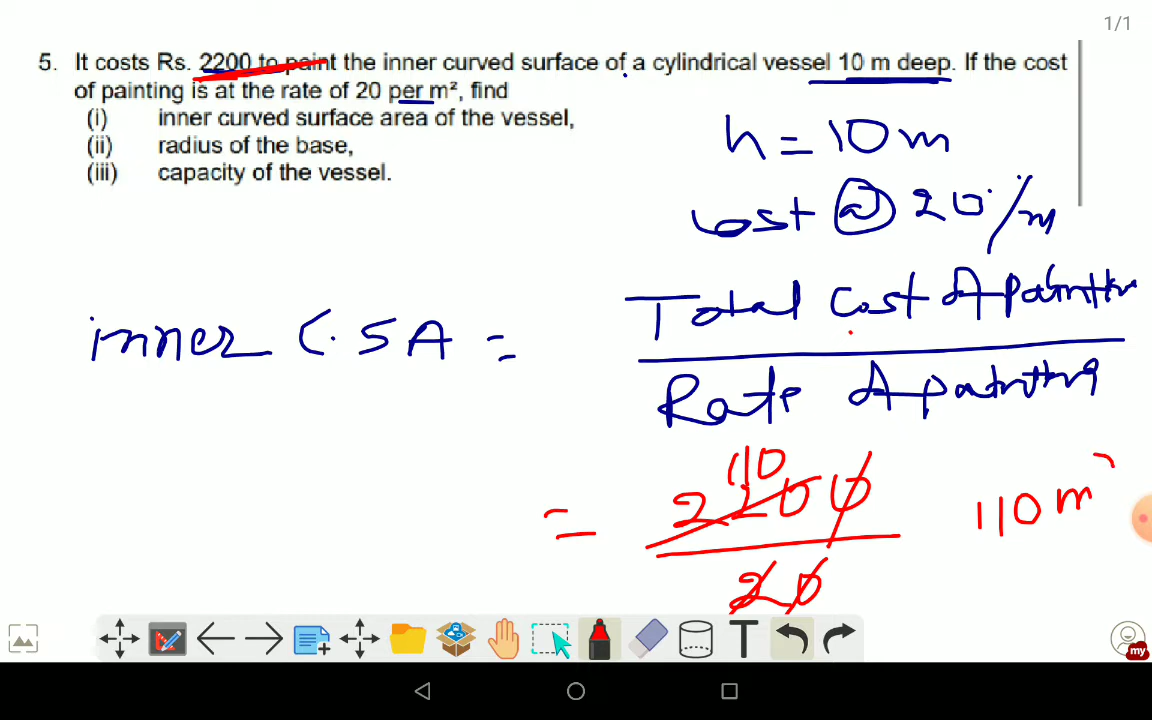 1/1
5. It costs Rs. 2200 to paint the inner curved surface of a cylindrical vessel 10 m deep. If the cost
of painting is at the rate of 20 per m², find
(i) inner curved surface area of the vessel,
(ii) radius of the base,
(iii) capacity of the vessel.
h = 10 m
cost @ 20/m
inner C.SA =
Total cost of painting
Rate of painting
110
= 2200
20
110 m²
T
my